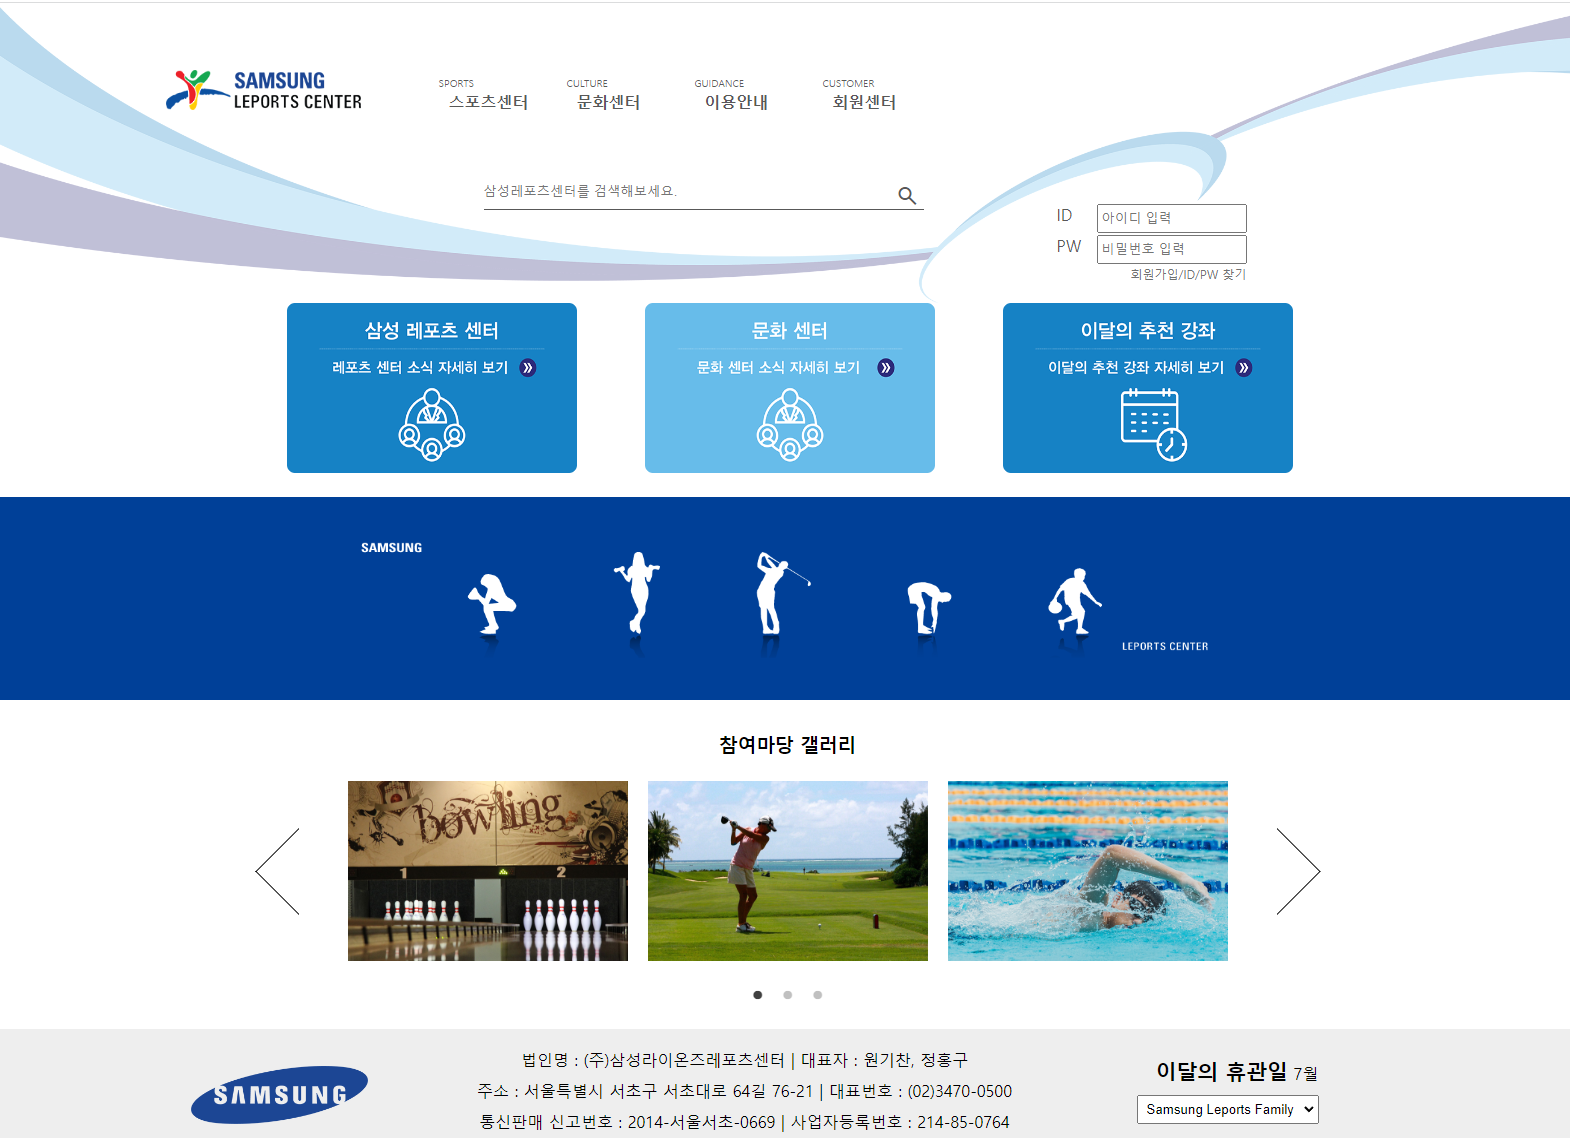 SAMSUNG
LEPORTS CENTER
SPORTS
스포츠센터
CULTURE
문화센터
GUIDANCE
이용안내
CUSTOMER
회원센터
삼성레포츠센터를 검색해보세요.
ID 아이디 입력
PW 비밀번호 입력
회원가입/ID/PW 찾기
삼성 레포츠 센터
레포츠 센터 소식 자세히 보기
문화 센터
문화 센터 소식 자세히 보기
이달의 추천 강좌
이달의 추천 강좌 자세히 보기
SAMSUNG
LEPORTS CENTER
참여마당 갤러리
bowling
1 2
SAMSUNG
법인명 : (주)삼성라이온즈레포츠센터 | 대표자 : 원기찬, 정홍구
주소 : 서울특별시 서초구 서초대로 64길 76-21 | 대표번호 : (02)3470-0500
통신판매 신고번호 : 2014-서울서초-0669 | 사업자등록번호 : 214-85-0764
이달의 휴관일 7월
Samsung Leports Family